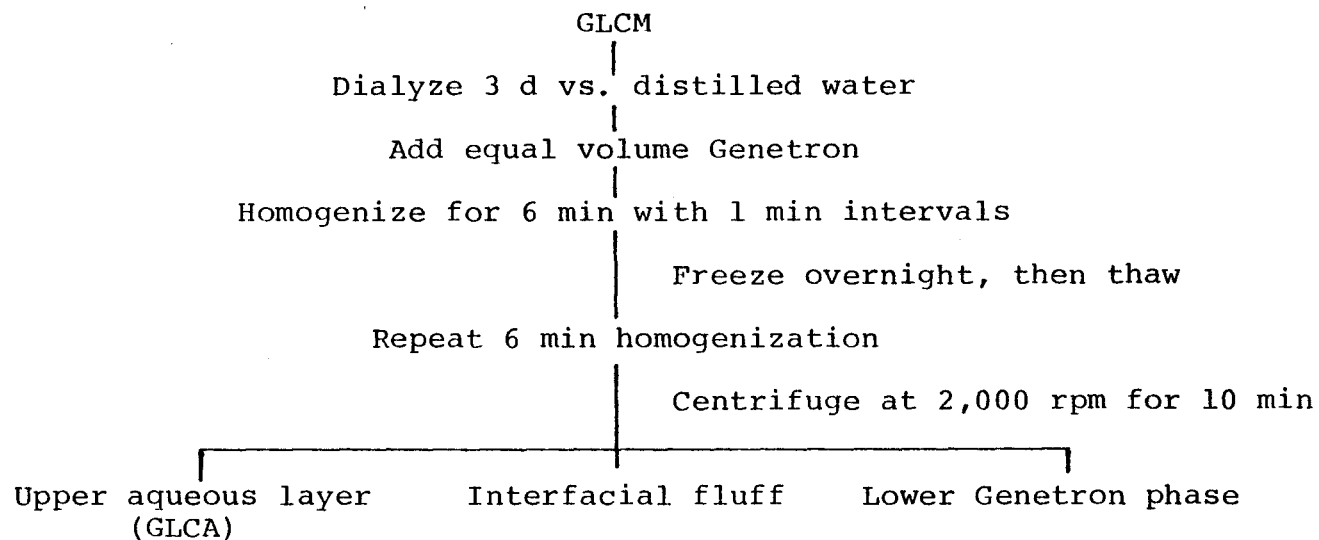 GLCM
Dialyze 3 d vs. distilled water
Add equal volume Genetron
Homogenize for 6 min with 1 min intervals
Freeze overnight, then thaw
Repeat 6 min homogenization
Centrifuge at 2,000 rpm for 10 min
Upper aqueous layer Interfacial fluff Lower Genetron phase
(GLCA)